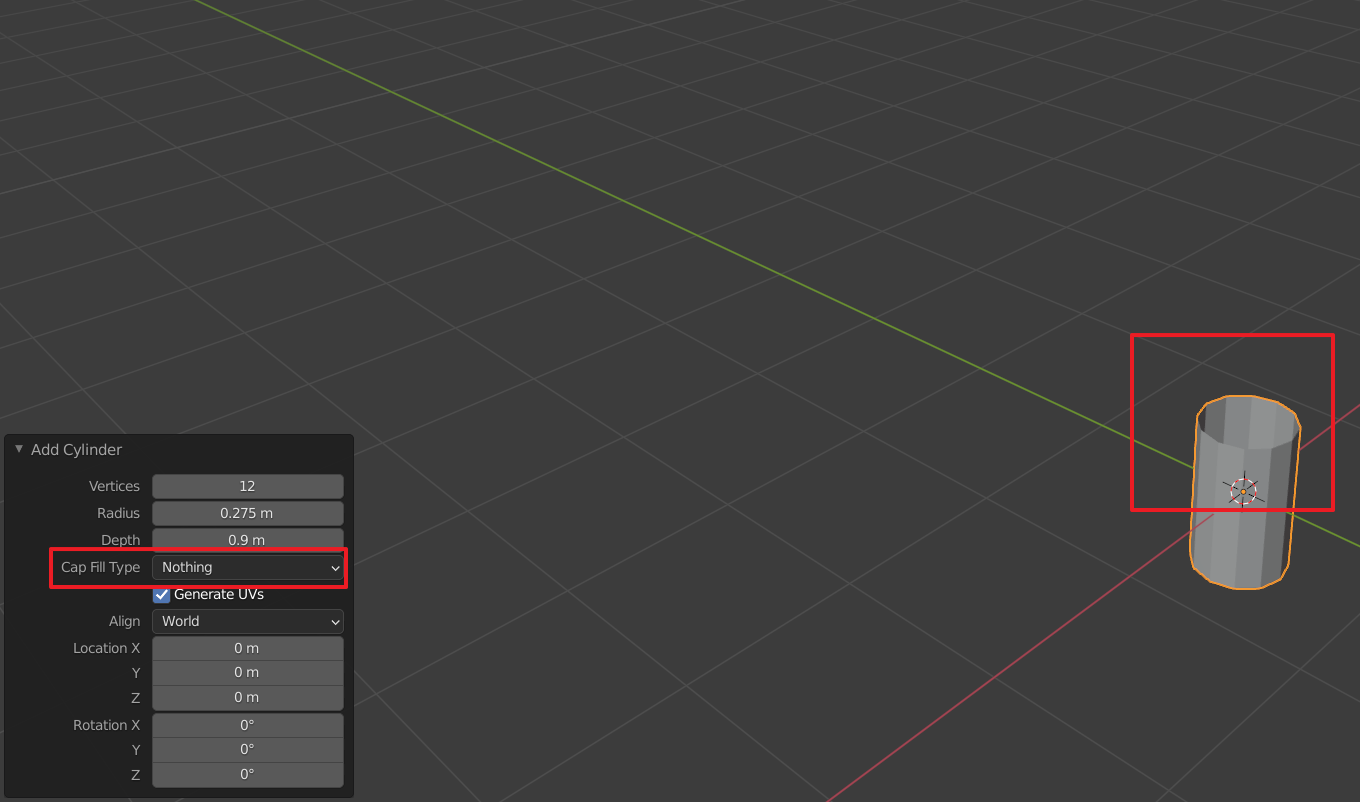 Add Cylinder
Vertices 12
Radius 0.275 m
Depth 0.9 m
Cap Fill Type Nothing
Generate UVs
Align World
Location X 0 m
Y 0 m
Z 0 m
Rotation X 0°
Y 0°
Z 0°